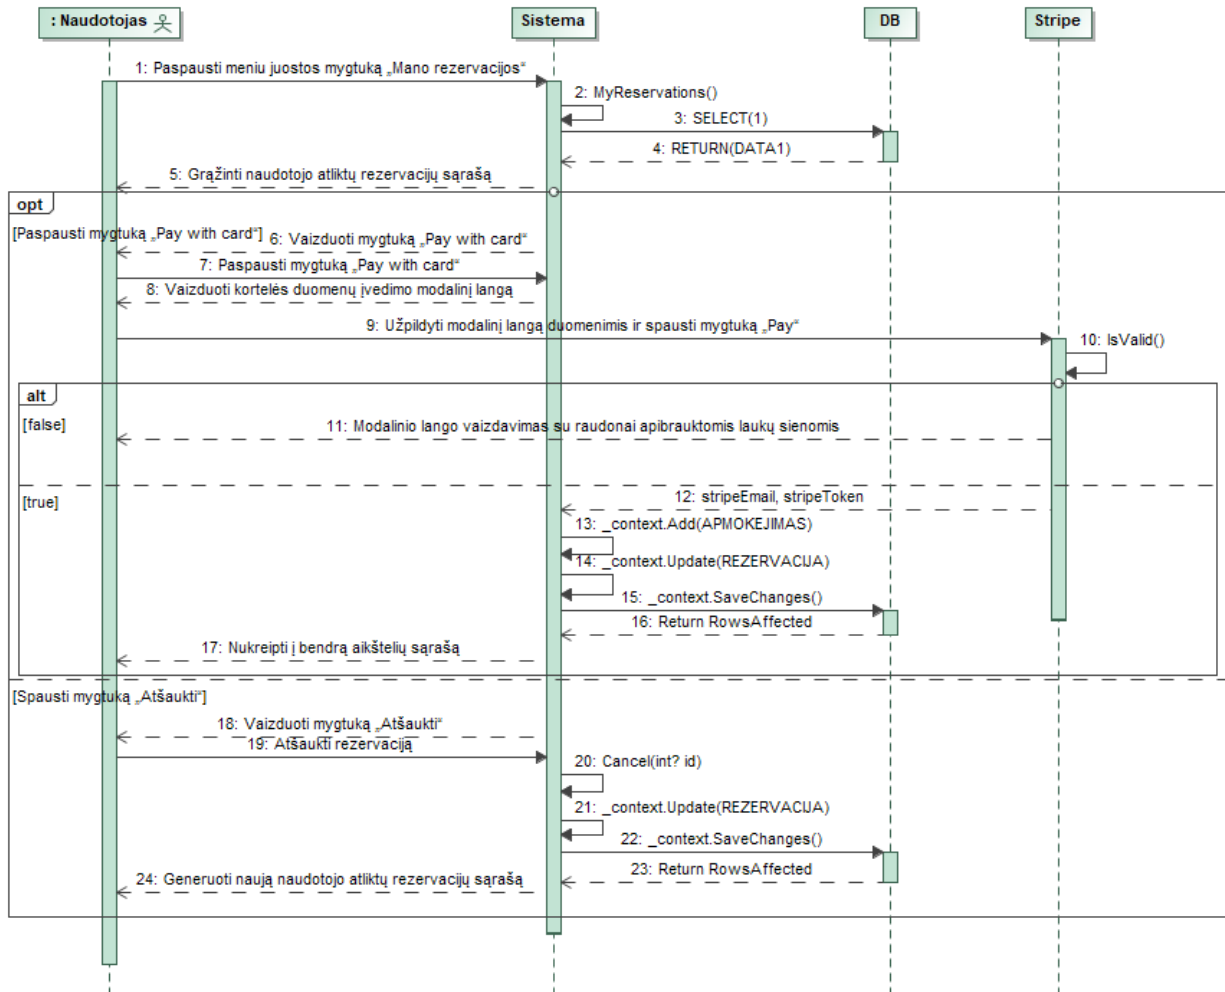 : Naudotojas
Sistema
DB
Stripe
1: Paspausti meniu juostos mygtuką „Mano rezervacijos“
2: MyReservations()
3: SELECT(1)
4: RETURN(DATA1)
5: Grąžinti naudotojo atliktų rezervacijų sąrašą
opt
[Paspausti mygtuką „Pay with card“]
6: Vaizduoti mygtuką „Pay with card“
7: Paspausti mygtuką „Pay with card“
8: Vaizduoti kortelės duomenų įvedimo modalinį langą
9: Užpildyti modalinį langą duomenimis ir spausti mygtuką „Pay“
10: IsValid()
alt
[false]
11: Modalinio lango vaizdavimas su raudonai apibrauktomis laukų sienomis
[true]
12: stripeEmail, stripeToken
13: _context.Add(APMOKEJIMAS)
14: _context.Update(REZERVACIJA)
15: _context.SaveChanges()
16: Return RowsAffected
17: Nukreipti į bendrą aikštelių sąrašą
[Spausti mygtuką „Atšaukti“]
18: Vaizduoti mygtuką „Atšaukti“
19: Atšaukti rezervaciją
20: Cancel(int? id)
21: _context.Update(REZERVACIJA)
22: _context.SaveChanges()
23: Return RowsAffected
24: Generuoti naują naudotojo atliktų rezervacijų sąrašą